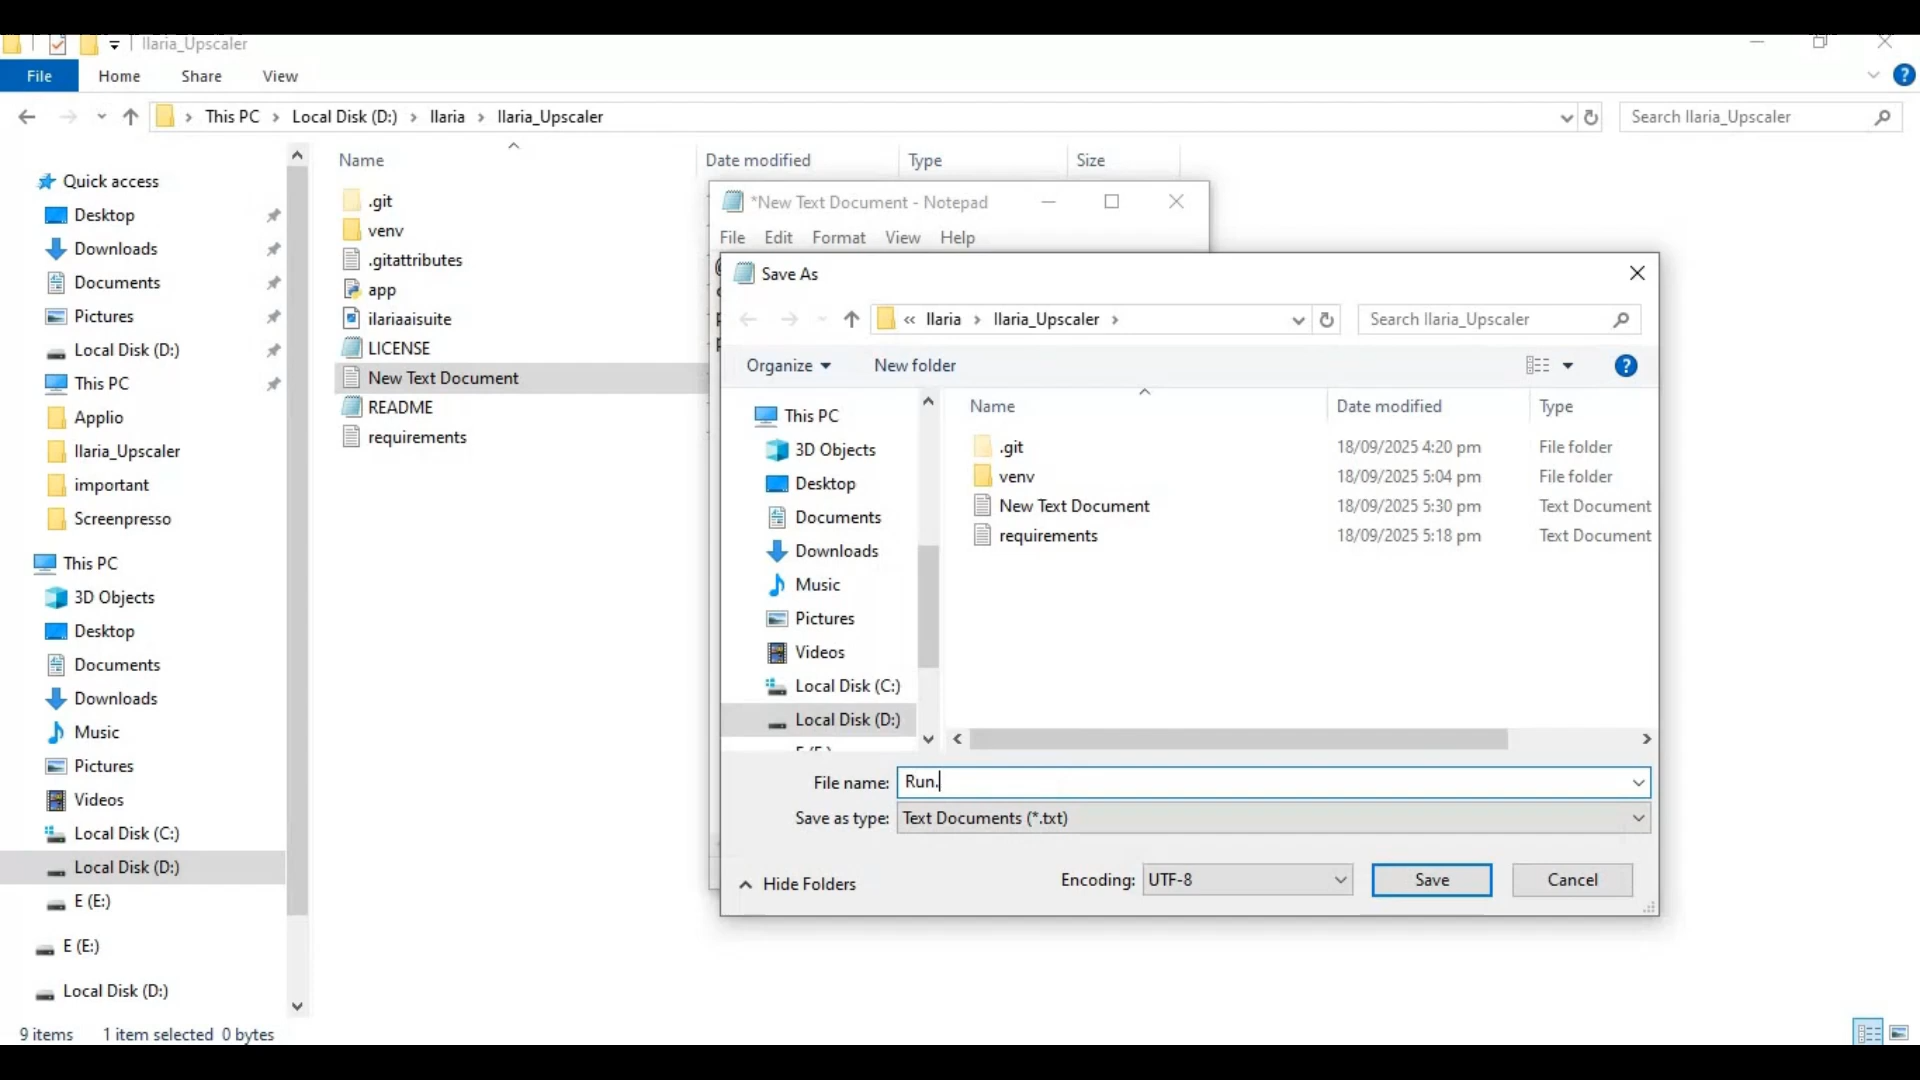 Ilaria_Upscaler
File
Home
Share
View
This PC
Local Disk (D:)
Ilaria
Ilaria_Upscaler
Search Ilaria_Upscaler
Quick access
Desktop
Downloads
Documents
Pictures
Local Disk (D:)
This PC
Applio
Ilaria_Upscaler
important
Screenpresso
This PC
3D Objects
Desktop
Documents
Downloads
Music
Pictures
Videos
Local Disk (C:)
Local Disk (D:)
E (E:)
E (E:)
Local Disk (D:)
Name
Date modified
Type
Size
.git
venv
.gitattributes
app
ilariaaisuite
LICENSE
New Text Document
README
requirements
*New Text Document - Notepad
File
Edit
Format
View
Help
Save As
« Ilaria
Ilaria_Upscaler
Search Ilaria_Upscaler
Organize
New folder
This PC
3D Objects
Desktop
Documents
Downloads
Music
Pictures
Videos
Local Disk (C:)
Local Disk (D:)
Name
Date modified
Type
.git 18/09/2025 4:20 pm File folder
venv 18/09/2025 5:04 pm File folder
New Text Document 18/09/2025 5:30 pm Text Document
requirements 18/09/2025 5:18 pm Text Document
File name: Run.
Save as type: Text Documents (*.txt)
Hide Folders
Encoding: UTF-8
Save
Cancel
9 items
1 item selected 0 bytes